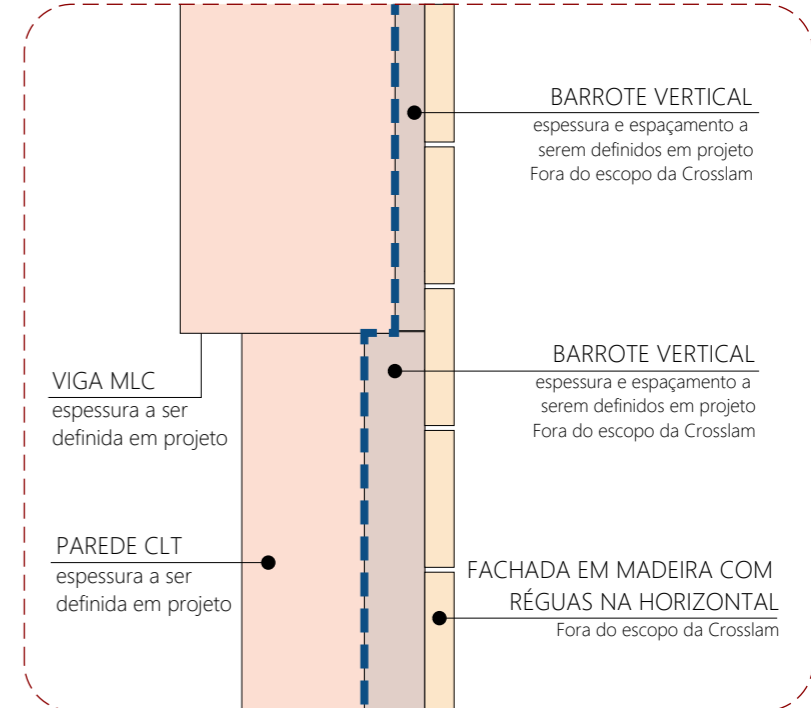 BARROTE VERTICAL
espessura e espaçamento a
serem definidos em projeto
Fora do escopo da Crosslam
VIGA MLC
espessura a ser
definida em projeto
BARROTE VERTICAL
espessura e espaçamento a
serem definidos em projeto
Fora do escopo da Crosslam
PAREDE CLT
espessura a ser
definida em projeto
FACHADA EM MADEIRA COM
RÉGUAS NA HORIZONTAL
Fora do escopo da Crosslam